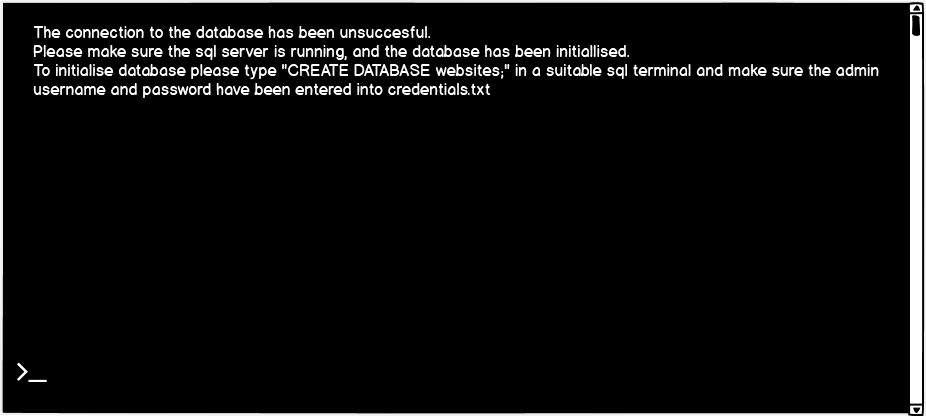 The connection to the database has been unsuccesful.
Please make sure the sql server is running, and the database has been initiallised.
To initialise database please type "CREATE DATABASE websites;" in a suitable sql terminal and make sure the admin
username and password have been entered into credentials.txt
>_